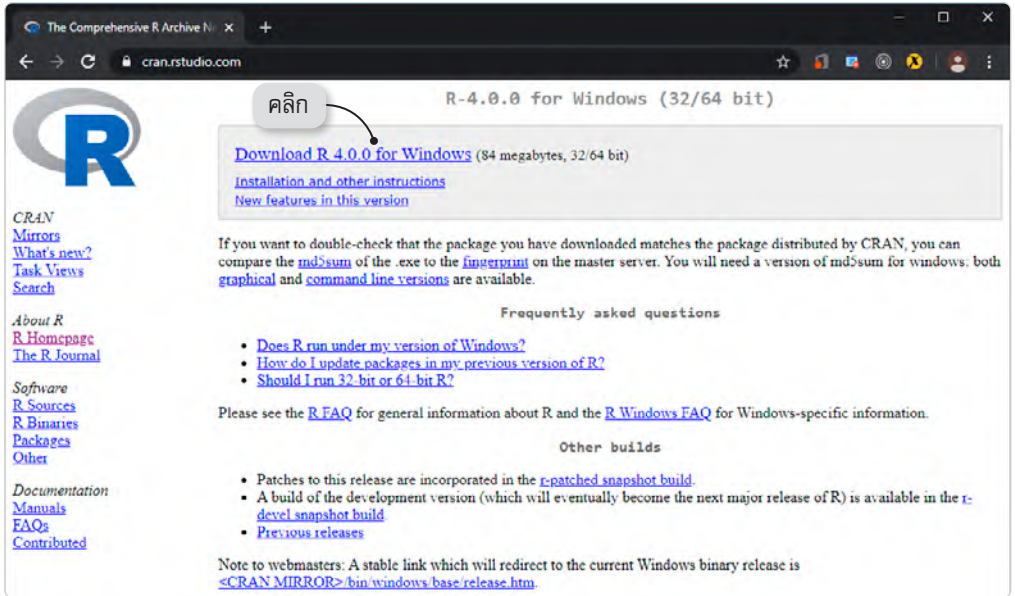 The Comprehensive R Archive N
cran.rstudio.com
คลิก
R-4.0.0 for Windows (32/64 bit)
Download R 4.0.0 for Windows (84 megabytes, 32/64 bit)
Installation and other instructions
New features in this version
R
CRAN
Mirrors
What's new?
Task Views
Search
About R
R Homepage
The R Journal
Software
R Sources
R Binaries
Packages
Other
Documentation
Manuals
FAQs
Contributed
If you want to double-check that the package you have downloaded matches the package distributed by CRAN, you can
compare the md5sum of the .exe to the fingerprint on the master server. You will need a version of md5sum for windows: both
graphical and command line versions are available.
Frequently asked questions
• Does R run under my version of Windows?
• How do I update packages in my previous version of R?
• Should I run 32-bit or 64-bit R?
Please see the R FAQ for general information about R and the R Windows FAQ for Windows-specific information.
Other builds
• Patches to this release are incorporated in the r-patched snapshot build.
• A build of the development version (which will eventually become the next major release of R) is available in the r-
devel snapshot build.
• Previous releases
Note to webmasters: A stable link which will redirect to the current Windows binary release is
<CRAN MIRROR>/bin/windows/base/release.htm.